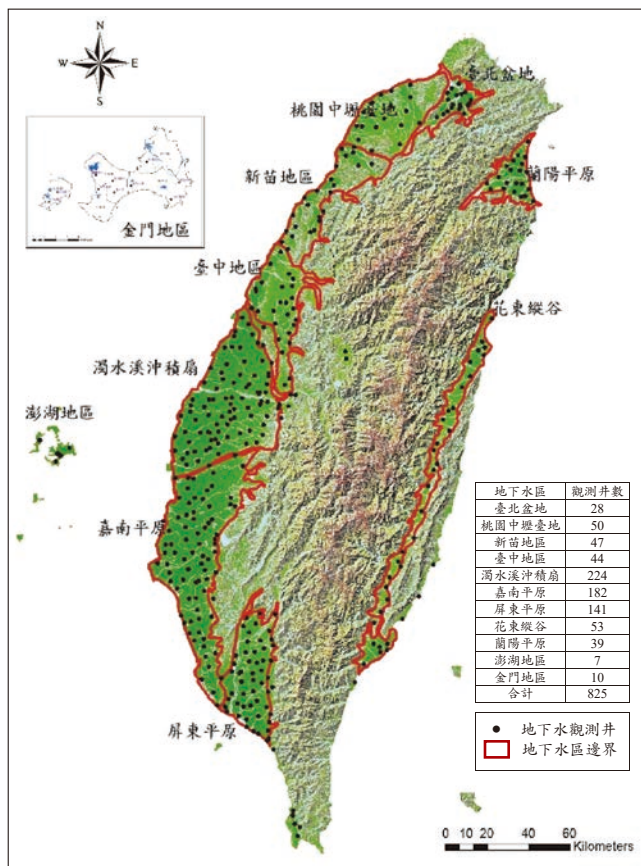 N
W E
S
臺北盆地
桃園中壢臺地
新苗地區
蘭陽平原
金門地區
臺中地區
花東縱谷
濁水溪沖積扇
澎湖地區
嘉南平原
屏東平原
地下水區 觀測井數
臺北盆地 28
桃園中壢臺地 50
新苗地區 47
臺中地區 44
濁水溪沖積扇 224
嘉南平原 182
屏東平原 141
花東縱谷 53
蘭陽平原 39
澎湖地區 7
金門地區 10
合計 825
地下水觀測井
地下水區邊界
0 10 20 40 60
Kilometers